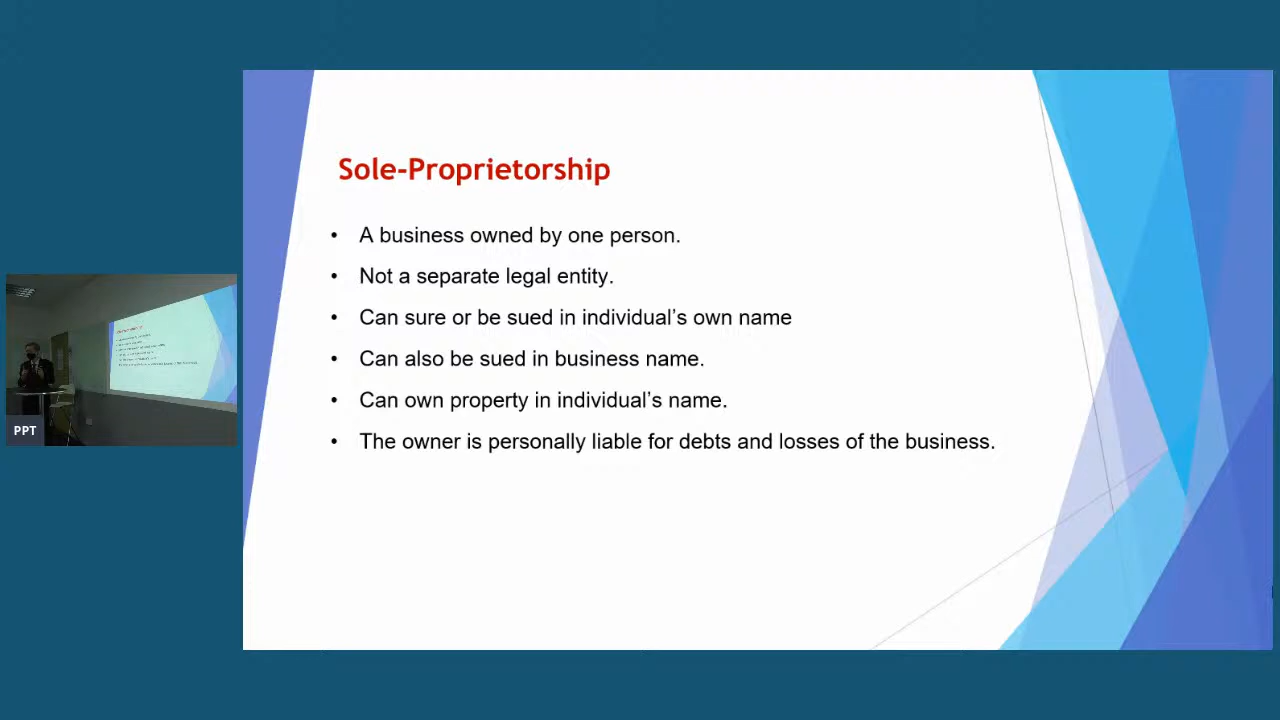 Sole-Proprietorship
• A business owned by one person.
• Not a separate legal entity.
• Can sure or be sued in individual's own name
• Can also be sued in business name.
• Can own property in individual's name.
• The owner is personally liable for debts and losses of the business.
PPT